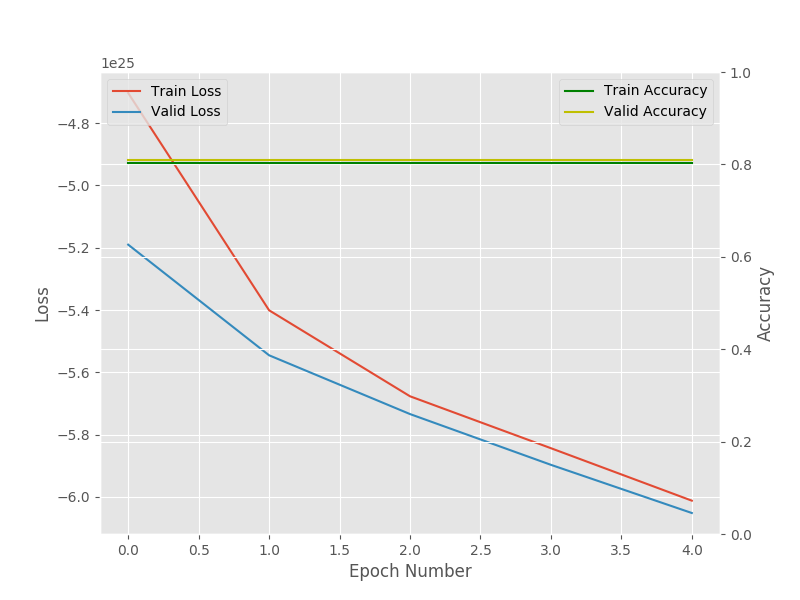 1e25
Train Loss
Valid Loss
Train Accuracy
Valid Accuracy
−4.8
−5.0
−5.2
−5.4
−5.6
−5.8
−6.0
Loss
1.0
0.8
0.6
0.4
0.2
0.0
Accuracy
0.0 0.5 1.0 1.5 2.0 2.5 3.0 3.5 4.0
Epoch Number